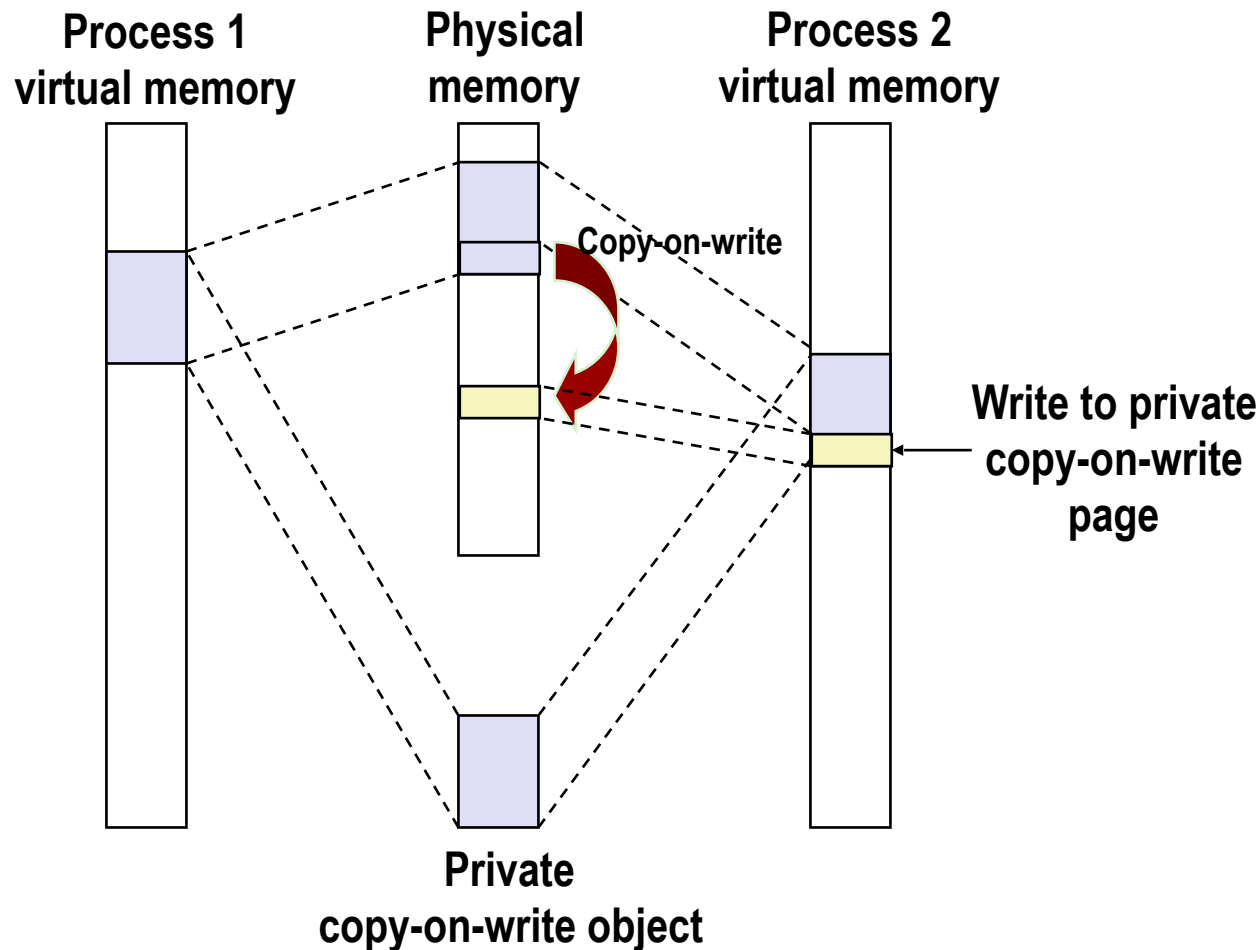 Process 1
virtual memory
Physical
memory
Process 2
virtual memory
Copy-on-write
Write to private
copy-on-write
page
Private
copy-on-write object